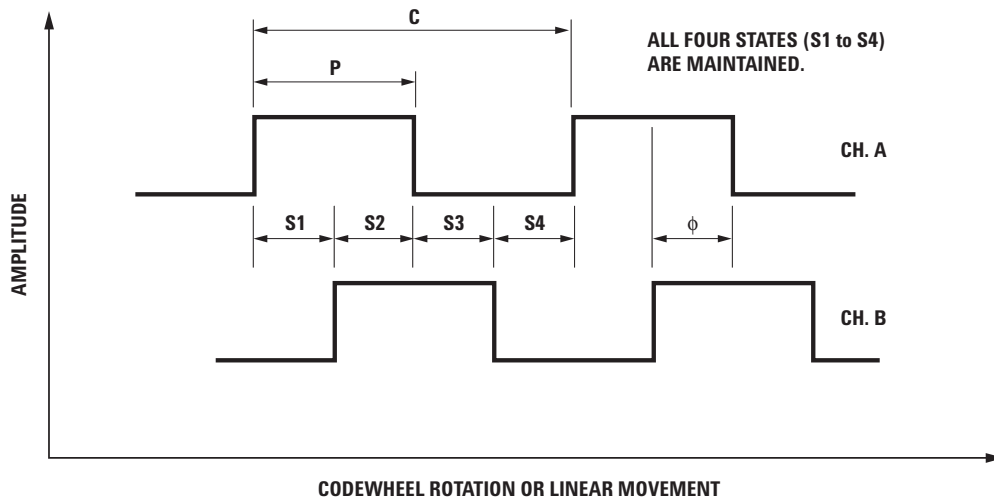 C
ALL FOUR STATES (S1 to S4)
ARE MAINTAINED.
P
CH. A
AMPLITUDE
S1 S2 S3 S4 ϕ
CH. B
CODEWHEEL ROTATION OR LINEAR MOVEMENT